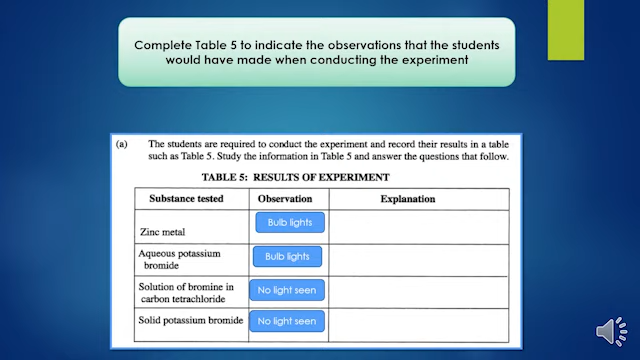 Complete Table 5 to indicate the observations that the students
would have made when conducting the experiment
(a) The students are required to conduct the experiment and record their results in a table
such as Table 5. Study the information in Table 5 and answer the questions that follow.
TABLE 5: RESULTS OF EXPERIMENT
Substance tested Observation Explanation
Zinc metal Bulb lights
Aqueous potassium
bromide Bulb lights
Solution of bromine in
carbon tetrachloride No light seen
Solid potassium bromide No light seen